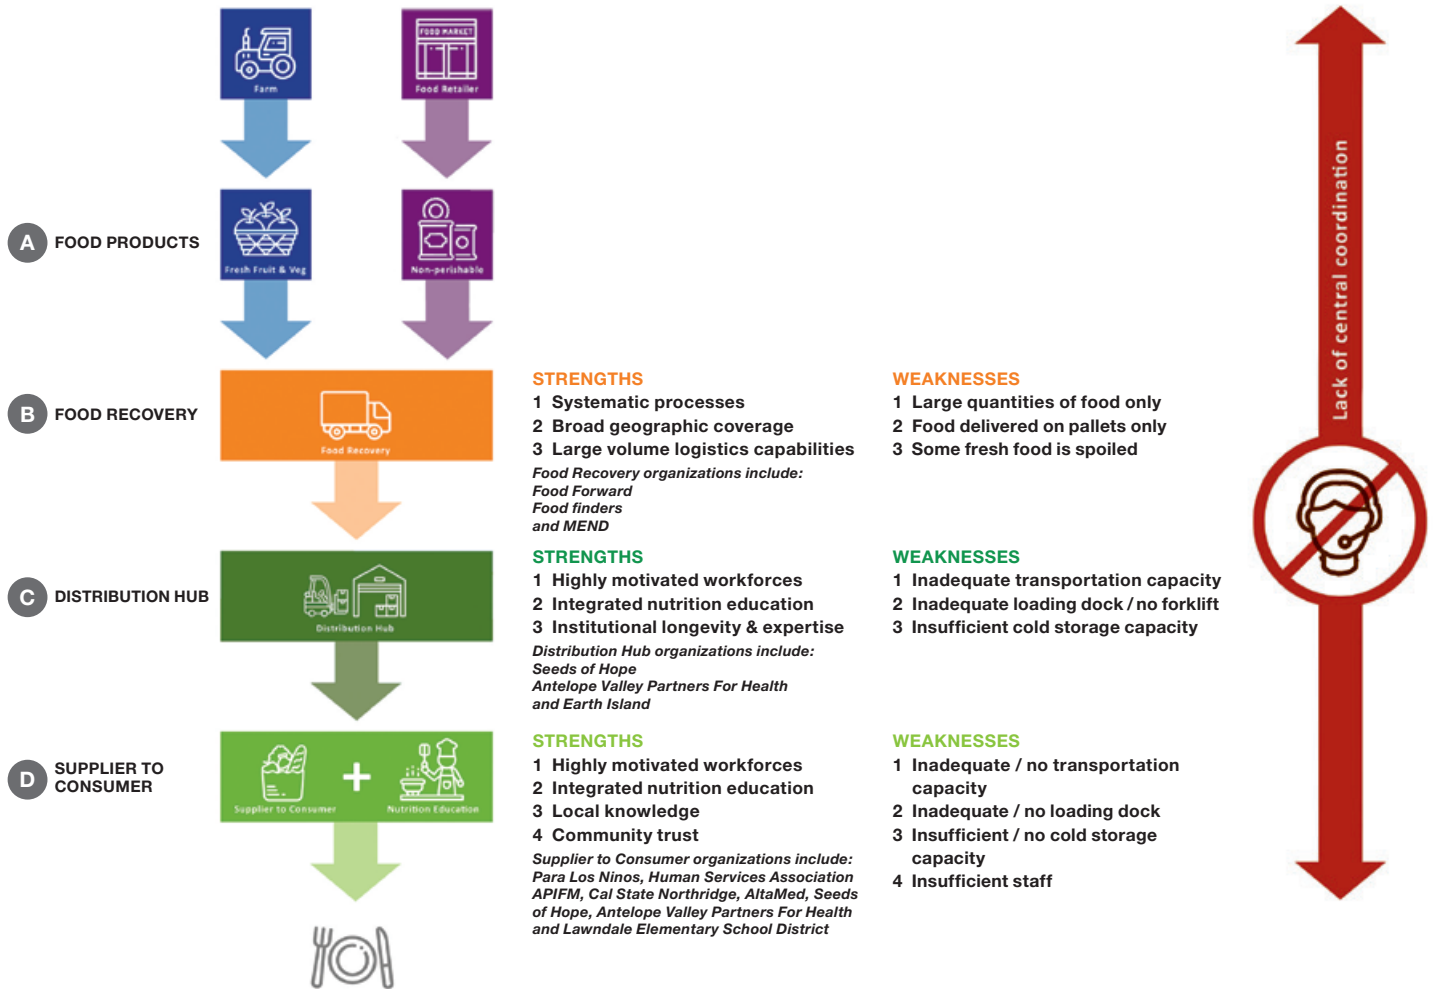 Farm
FOOD MARKET
Food Retailer
A
FOOD PRODUCTS
Fresh Fruit & Veg
Non-perishable
B
FOOD RECOVERY
Food Recovery
STRENGTHS
1 Systematic processes
2 Broad geographic coverage
3 Large volume logistics capabilities
Food Recovery organizations include:
Food Forward
Food finders
and MEND
WEAKNESSES
1 Large quantities of food only
2 Food delivered on pallets only
3 Some fresh food is spoiled
C
DISTRIBUTION HUB
Distribution Hub
STRENGTHS
1 Highly motivated workforces
2 Integrated nutrition education
3 Institutional longevity & expertise
Distribution Hub organizations include:
Seeds of Hope
Antelope Valley Partners For Health
and Earth Island
WEAKNESSES
1 Inadequate transportation capacity
2 Inadequate loading dock / no forklift
3 Insufficient cold storage capacity
D
SUPPLIER TO
CONSUMER
+
Supplier to Consumer
Nutrition Education
STRENGTHS
1 Highly motivated workforces
2 Integrated nutrition education
3 Local knowledge
4 Community trust
Supplier to Consumer organizations include:
Para Los Ninos, Human Services Association
APIFM, Cal State Northridge, AltaMed, Seeds
of Hope, Antelope Valley Partners For Health
and Lawndale Elementary School District
WEAKNESSES
1 Inadequate / no transportation
capacity
2 Inadequate / no loading dock
3 Insufficient / no cold storage
capacity
4 Insufficient staff
Lack of central coordination